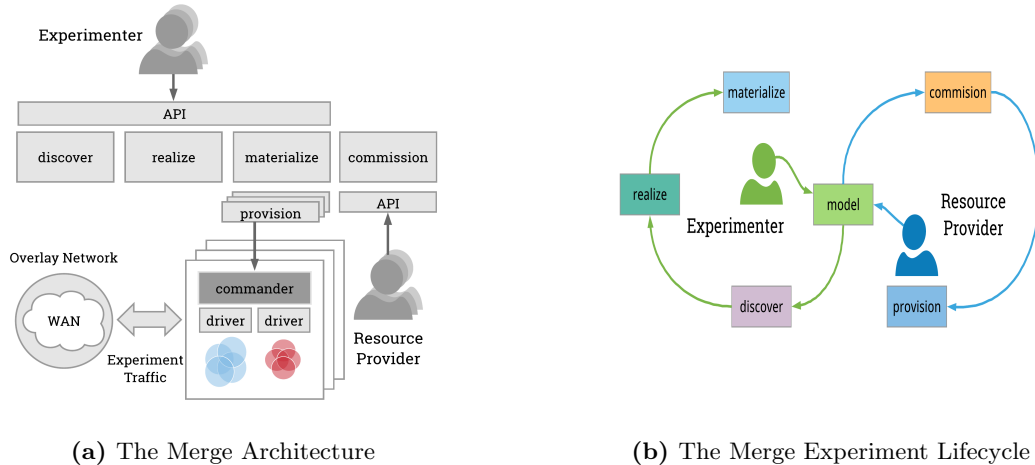 Experimenter
API
discover
realize
materialize
commission
provision
API
Overlay Network
WAN
Experiment
Traffic
commander
driver
driver
Resource
Provider
(a) The Merge Architecture
materialize
commision
realize
Experimenter
model
Resource
Provider
discover
provision
(b) The Merge Experiment Lifecycle